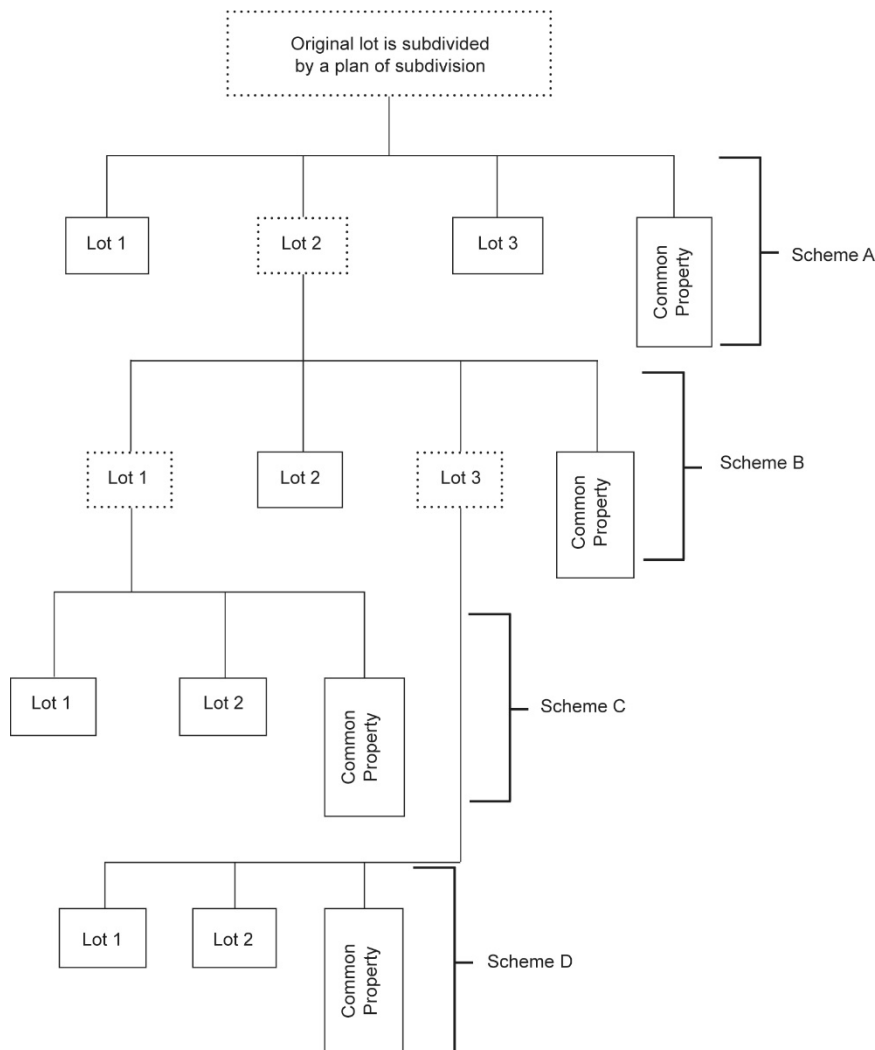 Original lot is subdivided
by a plan of subdivision
Lot 1
Lot 2
Lot 3
Common
Property
Scheme A
Lot 1
Lot 2
Lot 3
Common
Property
Scheme B
Lot 1
Lot 2
Common
Property
Scheme C
Lot 1
Lot 2
Common
Property
Scheme D